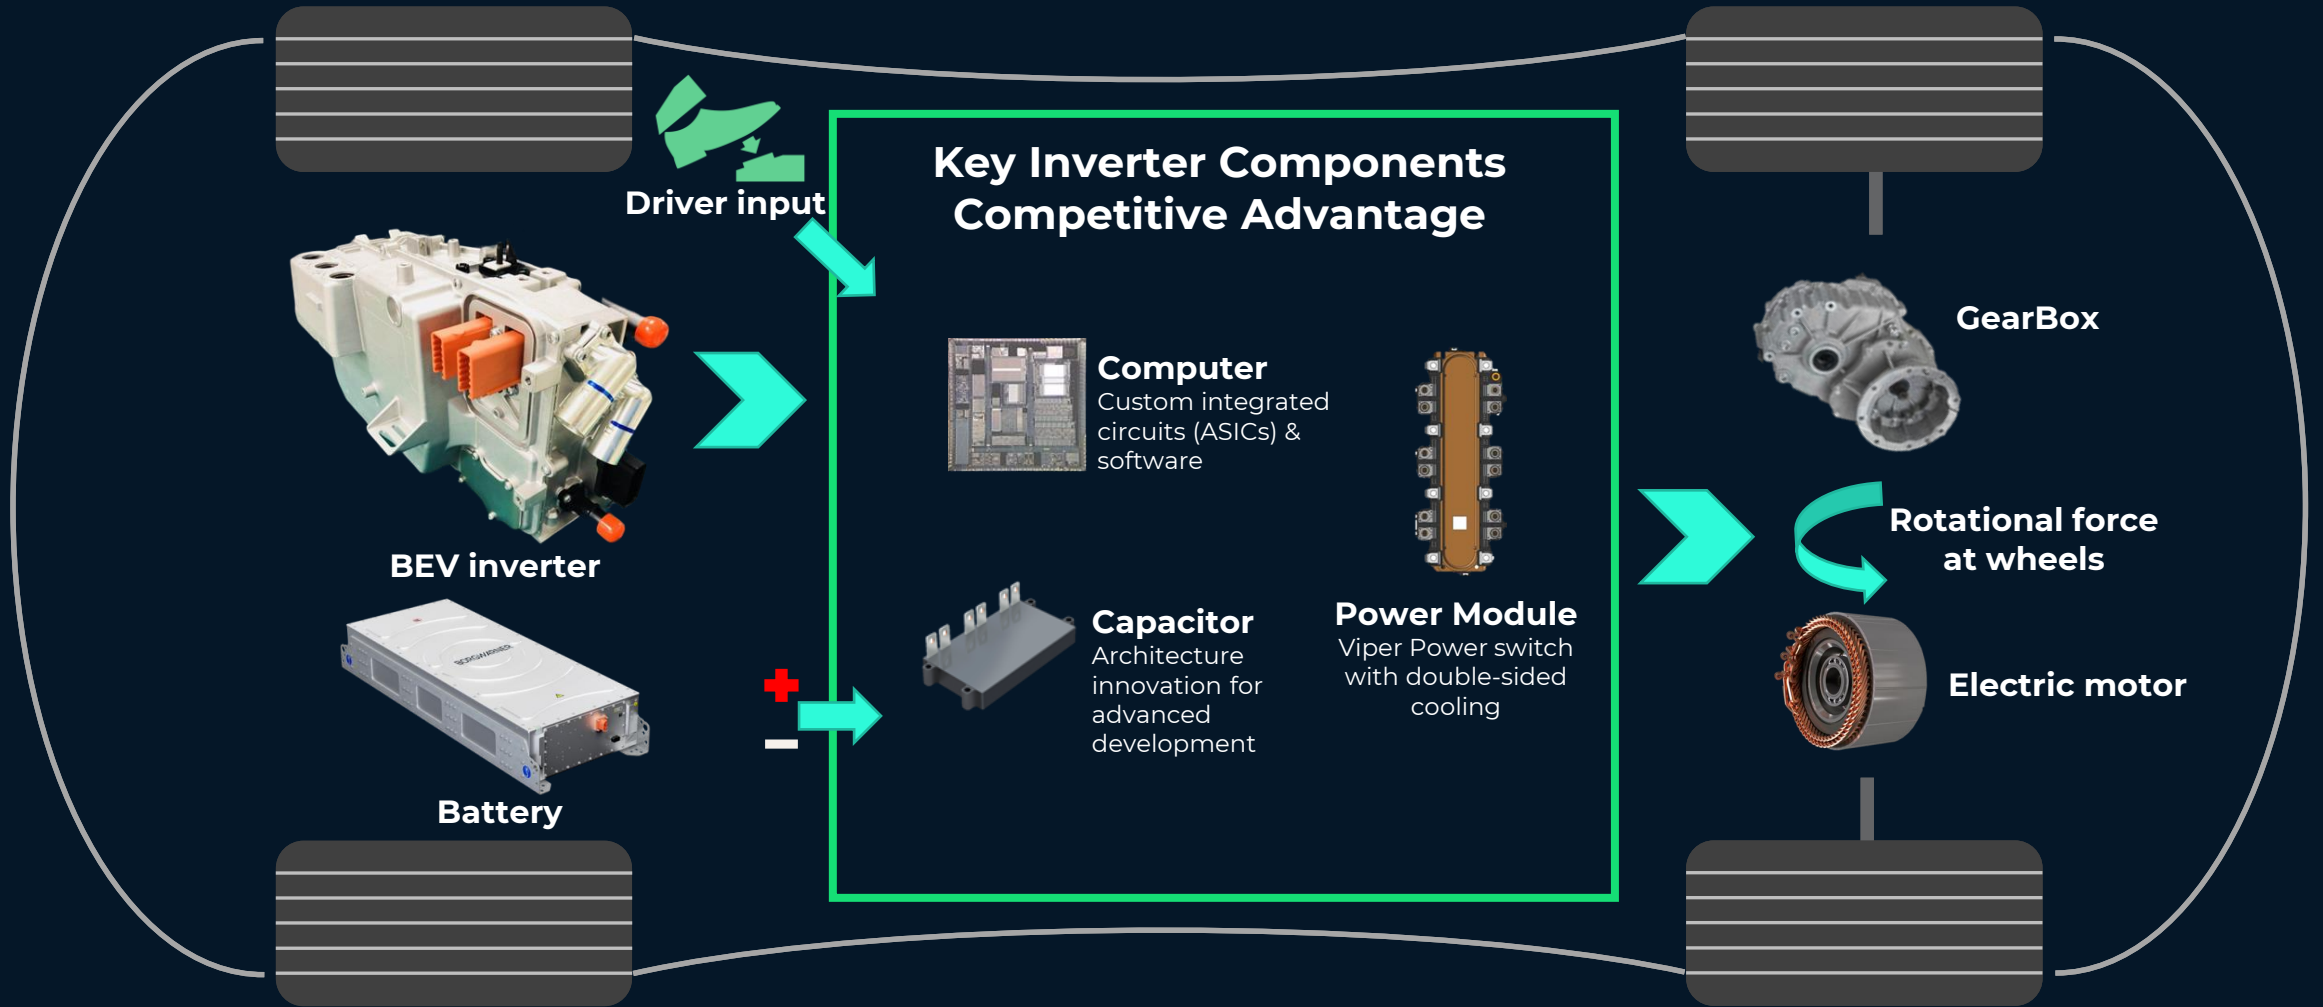 Driver input
Key Inverter Components
Competitive Advantage
BEV inverter
Computer
Custom integrated
circuits (ASICs) &
software
GearBox
Rotational force
at wheels
BORGWARNER
Battery
Capacitor
Architecture
innovation for
advanced
development
Power Module
Viper Power switch
with double-sided
cooling
Electric motor